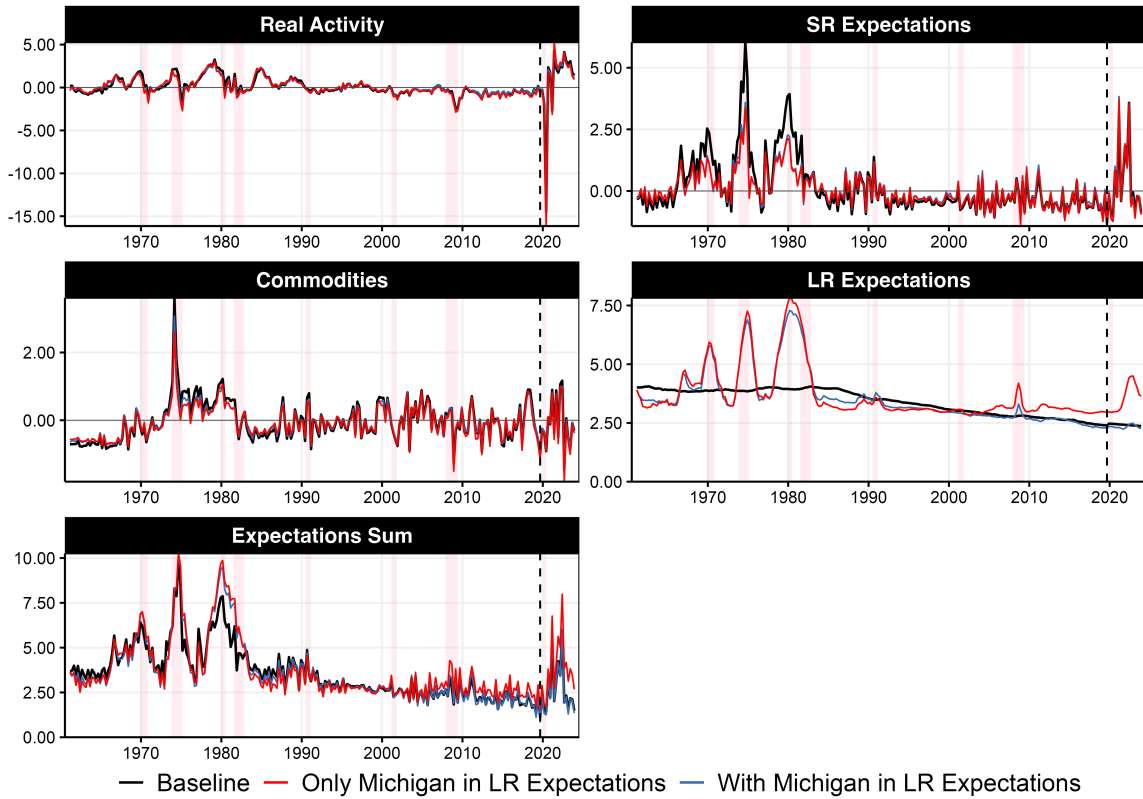 Real Activity
5.00
0.00
-5.00
-10.00
-15.00
1970 1980 1990 2000 2010 2020
SR Expectations
5.00
2.50
0.00
1970 1980 1990 2000 2010 2020
Commodities
2.00
0.00
1970 1980 1990 2000 2010 2020
LR Expectations
7.50
5.00
2.50
0.00
1970 1980 1990 2000 2010 2020
Expectations Sum
10.00
7.50
5.00
2.50
0.00
1970 1980 1990 2000 2010 2020
Baseline Only Michigan in LR Expectations With Michigan in LR Expectations